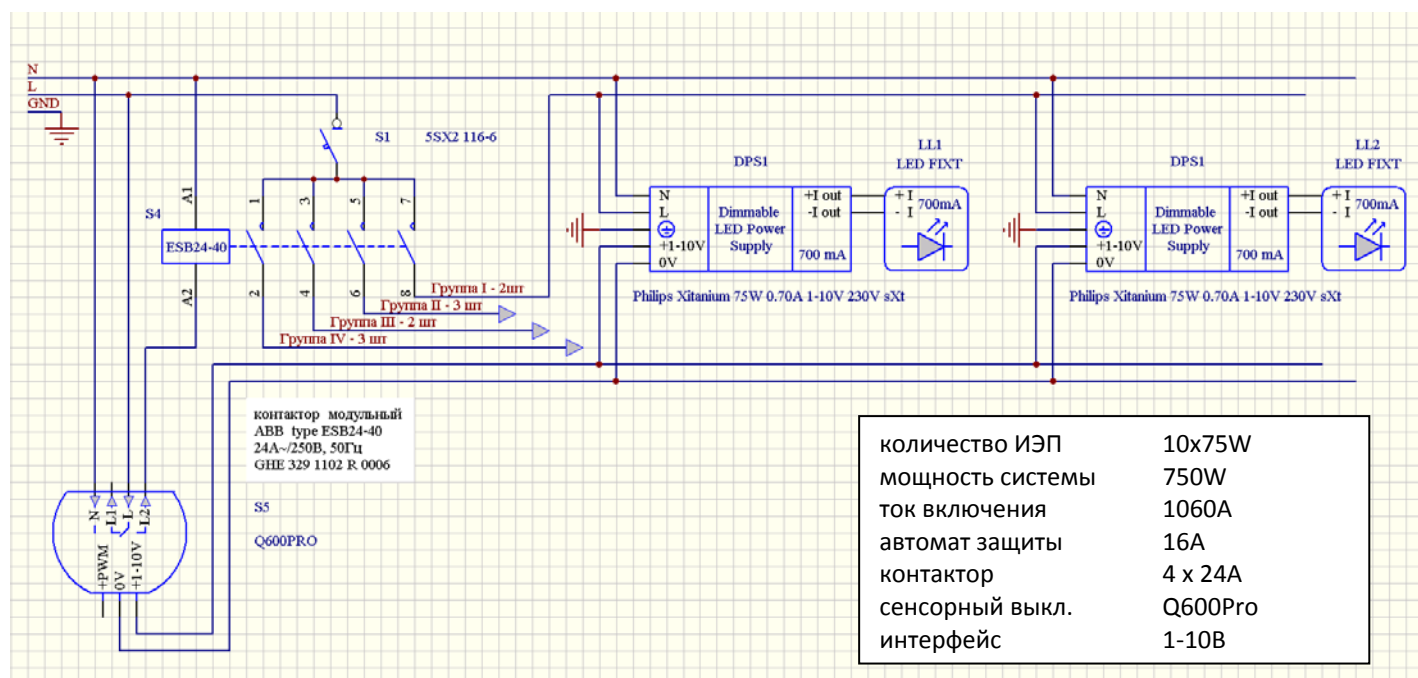 N
L
GND
S1 5SX2 116-6
A1
S4
ESB24-40
A2
1
3
5
7
2
4
6
8
Группа I - 2шт
Группа II - 3 шт
Группа III - 2 шт
Группа IV - 3 шт
DPS1
LL1
LED FIXT
N
L
+1-10V
0V
Dimmable
LED Power
Supply
+I out
-I out
700 mA
+ I
- I
700mA
Philips Xitanium 75W 0.70A 1-10V 230V sXt
DPS1
LL2
LED FIXT
N
L
+1-10V
0V
Dimmable
LED Power
Supply
+I out
-I out
700 mA
+ I
- I
700mA
Philips Xitanium 75W 0.70A 1-10V 230V sXt
контактор модульный
ABB type ESB24-40
24A~/250В, 50Гц
GHE 329 1102 R 0006
S5
Q600PRO
N
L1
L
L2
+PWM
0V
+1-10V
количество ИЭП 10x75W
мощность системы 750W
ток включения 1060A
автомат защиты 16A
контактор 4 x 24A
сенсорный выкл. Q600Pro
интерфейс 1-10В